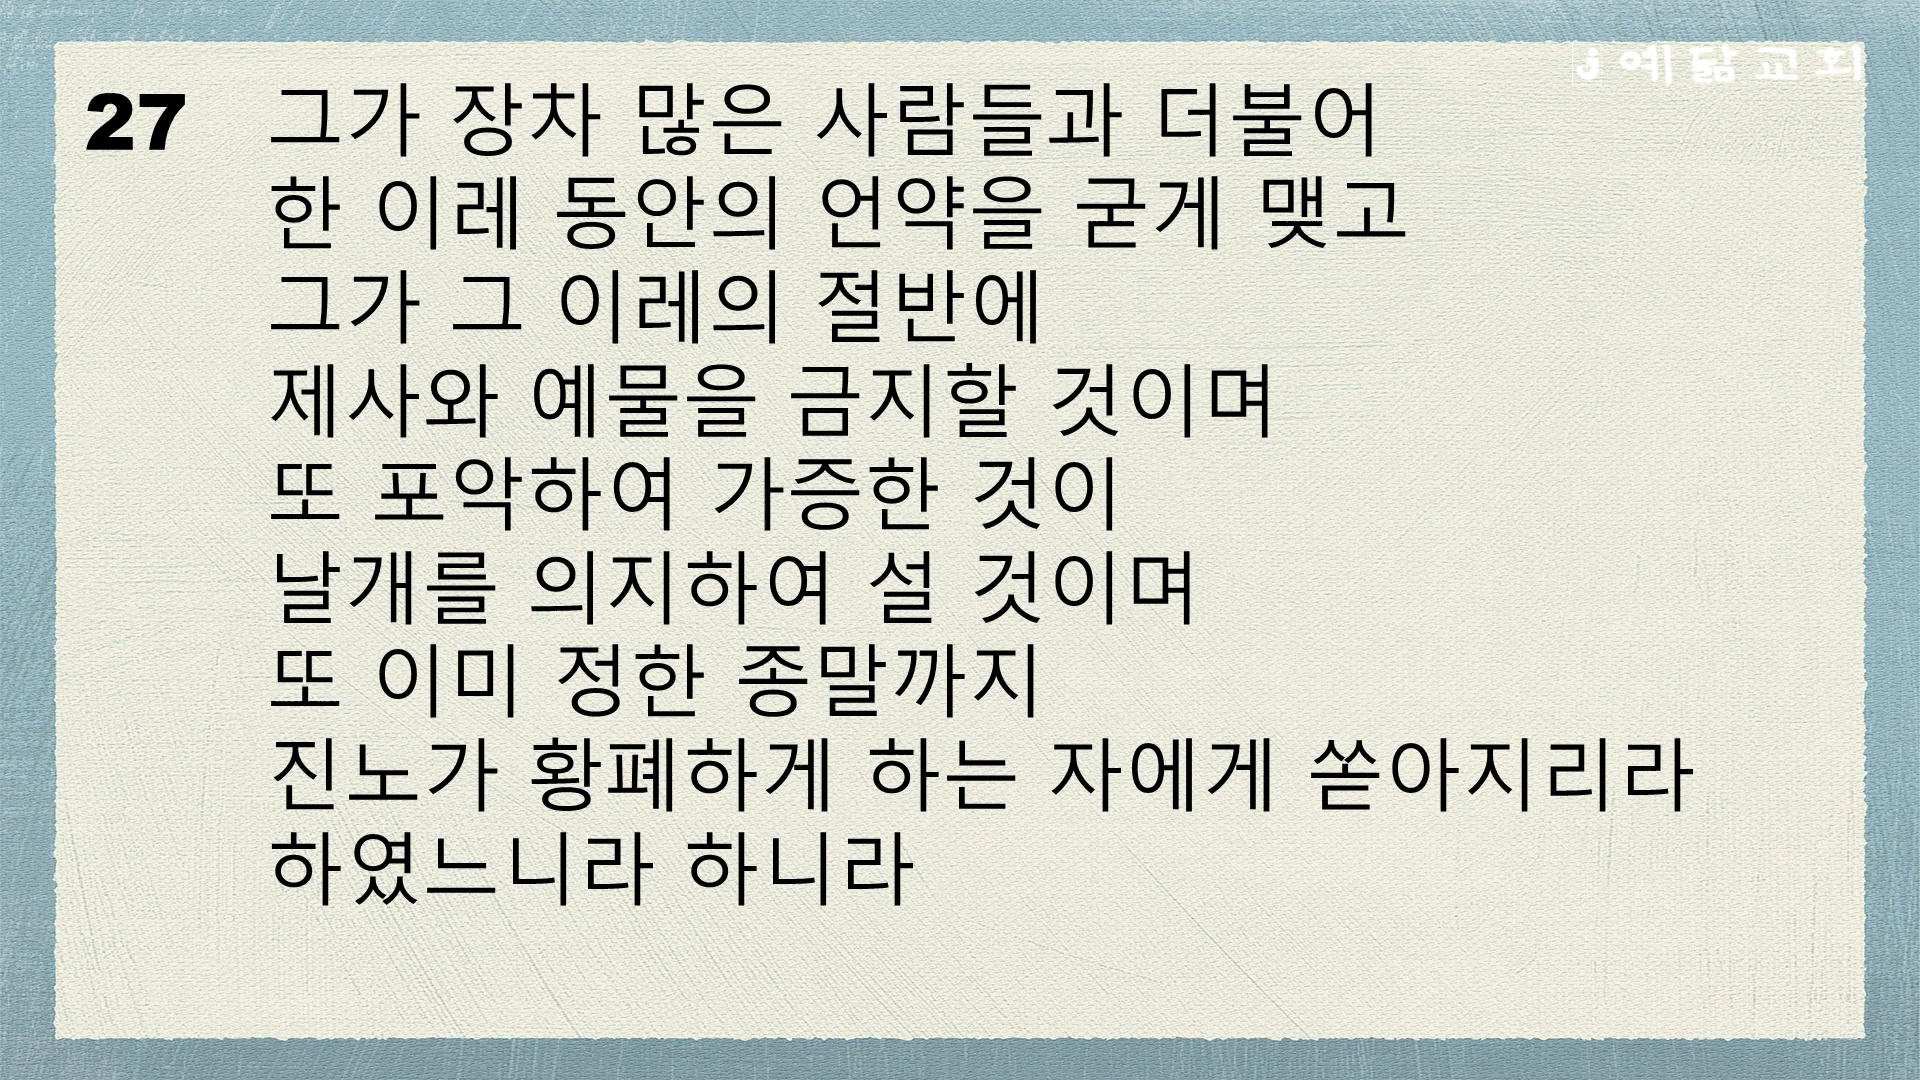 j 예닮교회
27 그가 장차 많은 사람들과 더불어
한 이레 동안의 언약을 굳게 맺고
그가 그 이레의 절반에
제사와 예물을 금지할 것이며
또 포악하여 가증한 것이
날개를 의지하여 설 것이며
또 이미 정한 종말까지
진노가 황폐하게 하는 자에게 쏟아지리라
하였느니라 하니라